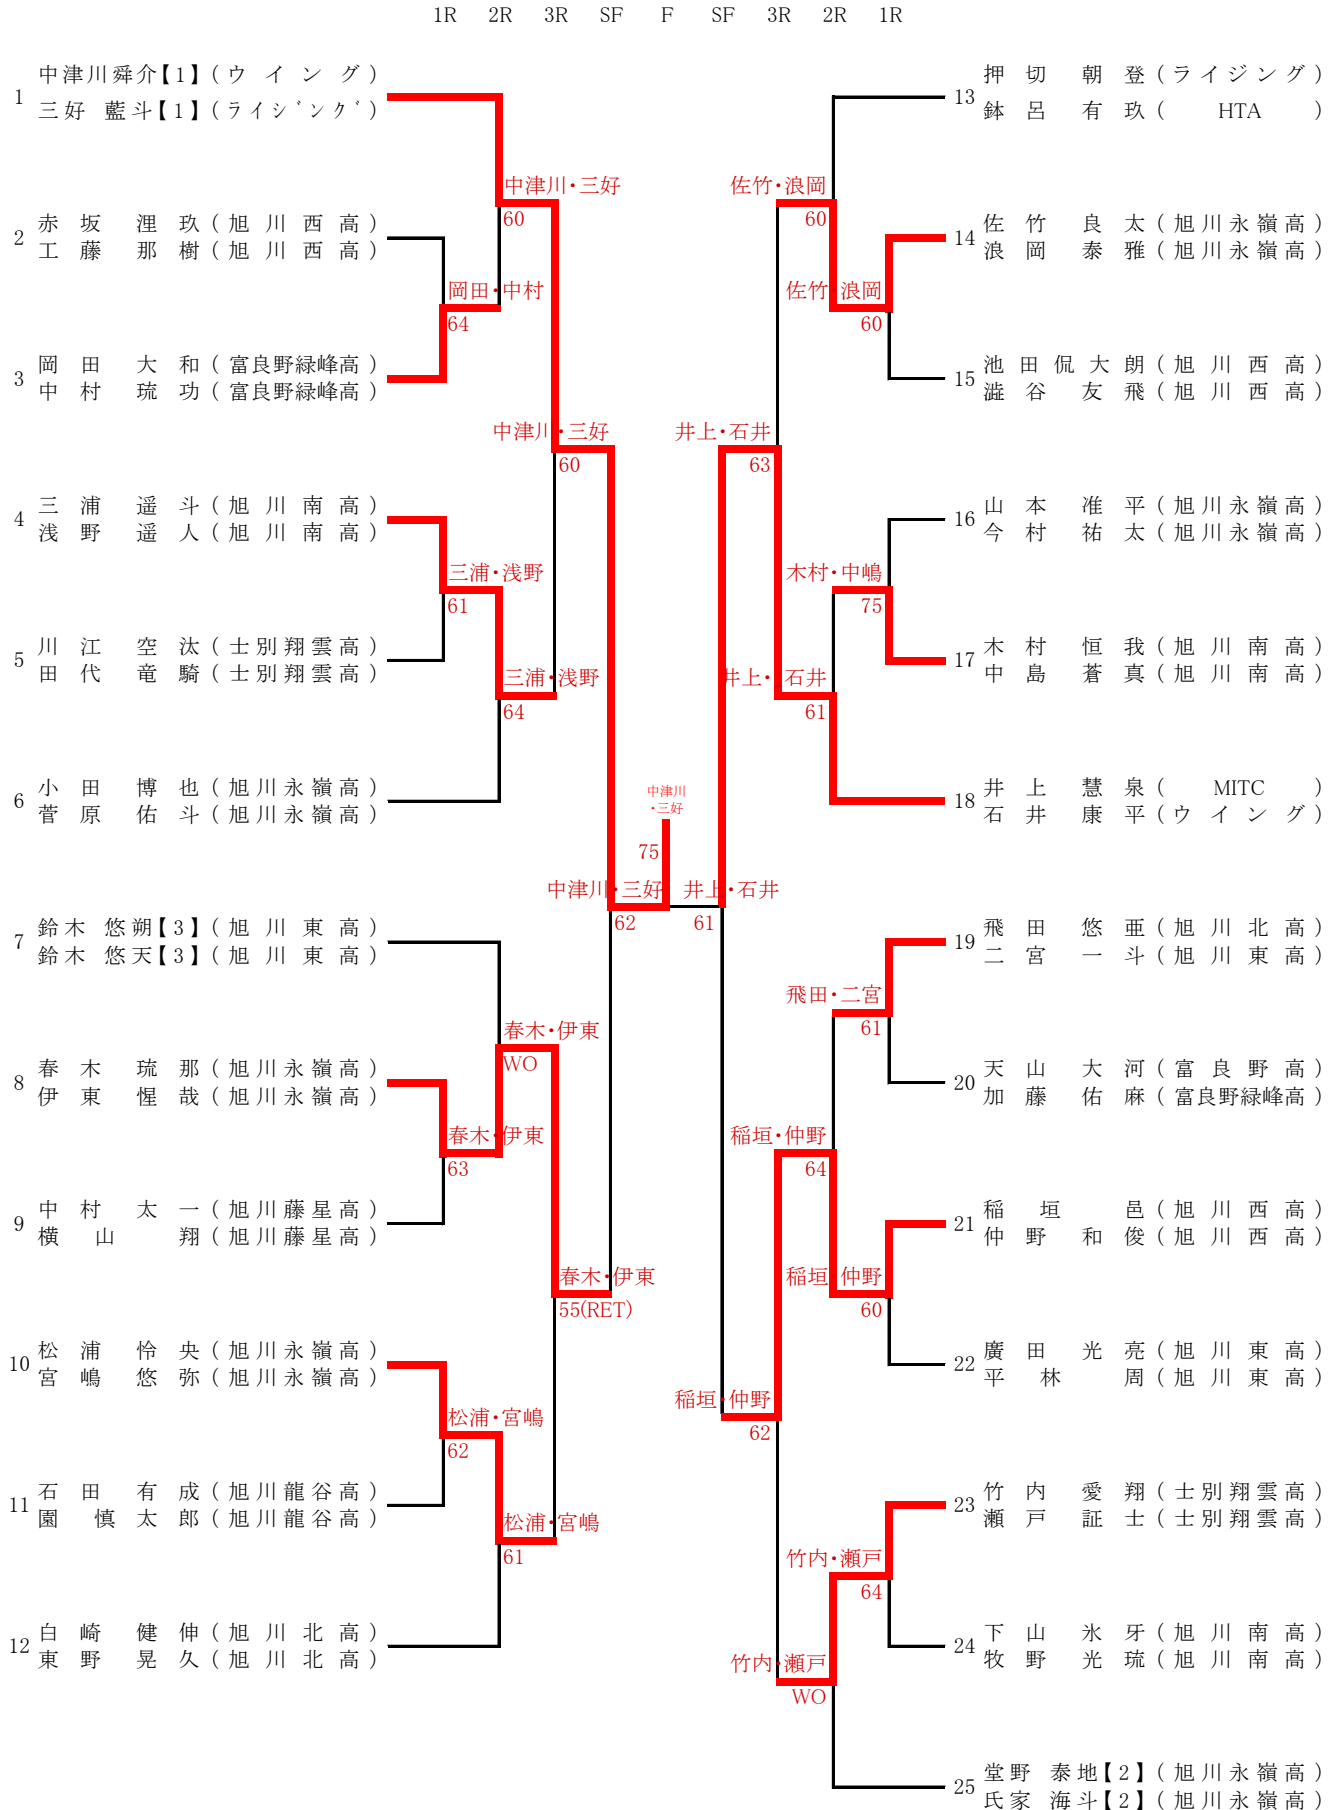 1R 2R 3R SF F SF 3R 2R 1R
1 中津川舜介【1】(ウイング)
三好 藍斗【1】(ライジング)
2 赤坂 浬玖(旭川西高)
工藤 那樹(旭川西高)
3 岡田 大和(富良野緑峰高)
中村 琉功(富良野緑峰高)
4 三浦 遥斗(旭川南高)
浅野 遥人(旭川南高)
5 川江 空汰(士別翔雲高)
田代 竜騎(士別翔雲高)
6 小田 博也(旭川永嶺高)
菅原 佑斗(旭川永嶺高)
7 鈴木 悠朔【3】(旭川東高)
鈴木 悠天【3】(旭川東高)
8 春木 琉那(旭川永嶺高)
伊東 惺哉(旭川永嶺高)
9 中村 太一(旭川藤星高)
横山 翔(旭川藤星高)
10 松浦 怜央(旭川永嶺高)
宮嶋 悠弥(旭川永嶺高)
11 石田 有成(旭川龍谷高)
園 慎太郎(旭川龍谷高)
12 白崎 健伸(旭川北高)
東野 晃久(旭川北高)
岡田・中村
64
三浦・浅野
61
春木・伊東
63
松浦・宮嶋
62
中津川・三好
60
三浦・浅野
64
春木・伊東
WO
松浦・宮嶋
61
中津川・三好
60
春木・伊東
55(RET)
中津川・三好
62
中津川
・三好
75
井上・石井
61
井上・石井
63
稲垣・仲野
62
佐竹・浪岡
60
井上・石井
61
稲垣・仲野
64
竹内・瀬戸
WO
佐竹・浪岡
60
木村・中嶋
75
飛田・二宮
61
稲垣・仲野
60
竹内・瀬戸
64
13 押切 朝登(ライジング)
鉢呂 有玖(HTA)
14 佐竹 良太(旭川永嶺高)
浪岡 泰雅(旭川永嶺高)
15 池田侃大朗(旭川西高)
澁谷 友飛(旭川西高)
16 山本 准平(旭川永嶺高)
今村 祐太(旭川永嶺高)
17 木村 恒我(旭川南高)
中島 蒼真(旭川南高)
18 井上 慧泉(MITC)
石井 康平(ウイング)
19 飛田 悠亜(旭川北高)
二宮 一斗(旭川東高)
20 天山 大河(富良野高)
加藤 佑麻(富良野緑峰高)
21 稲垣 邑(旭川西高)
仲野 和俊(旭川西高)
22 廣田 光亮(旭川東高)
平林 周(旭川東高)
23 竹内 愛翔(士別翔雲高)
瀬戸 証士(士別翔雲高)
24 下山 氷牙(旭川南高)
牧野 光琉(旭川南高)
25 堂野 泰地【2】(旭川永嶺高)
氏家 海斗【2】(旭川永嶺高)